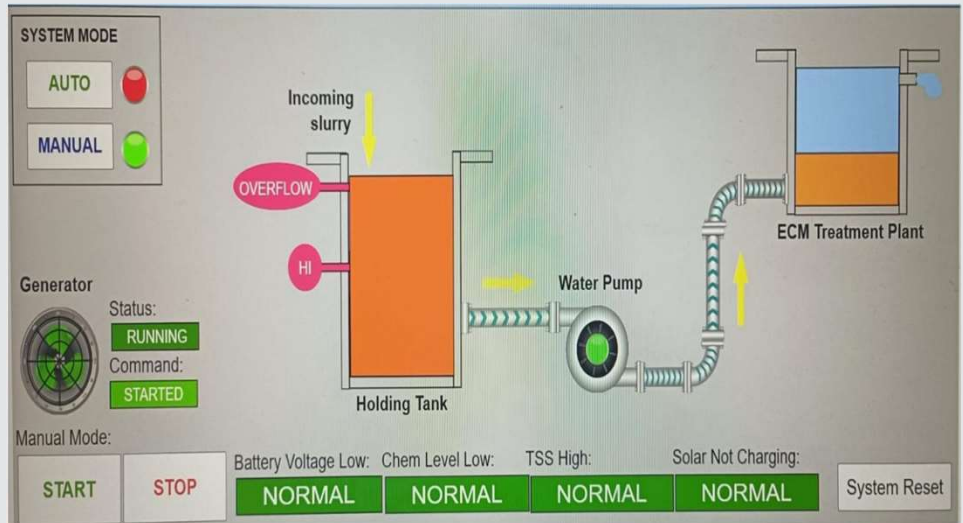 SYSTEM MODE
AUTO
MANUAL
Incoming
slurry
OVERFLOW
HI
ECM Treatment Plant
Generator
Status:
RUNNING
Command:
STARTED
Water Pump
Holding Tank
Manual Mode:
START
STOP
Battery Voltage Low:
NORMAL
Chem Level Low:
NORMAL
TSS High:
NORMAL
Solar Not Charging:
NORMAL
System Reset